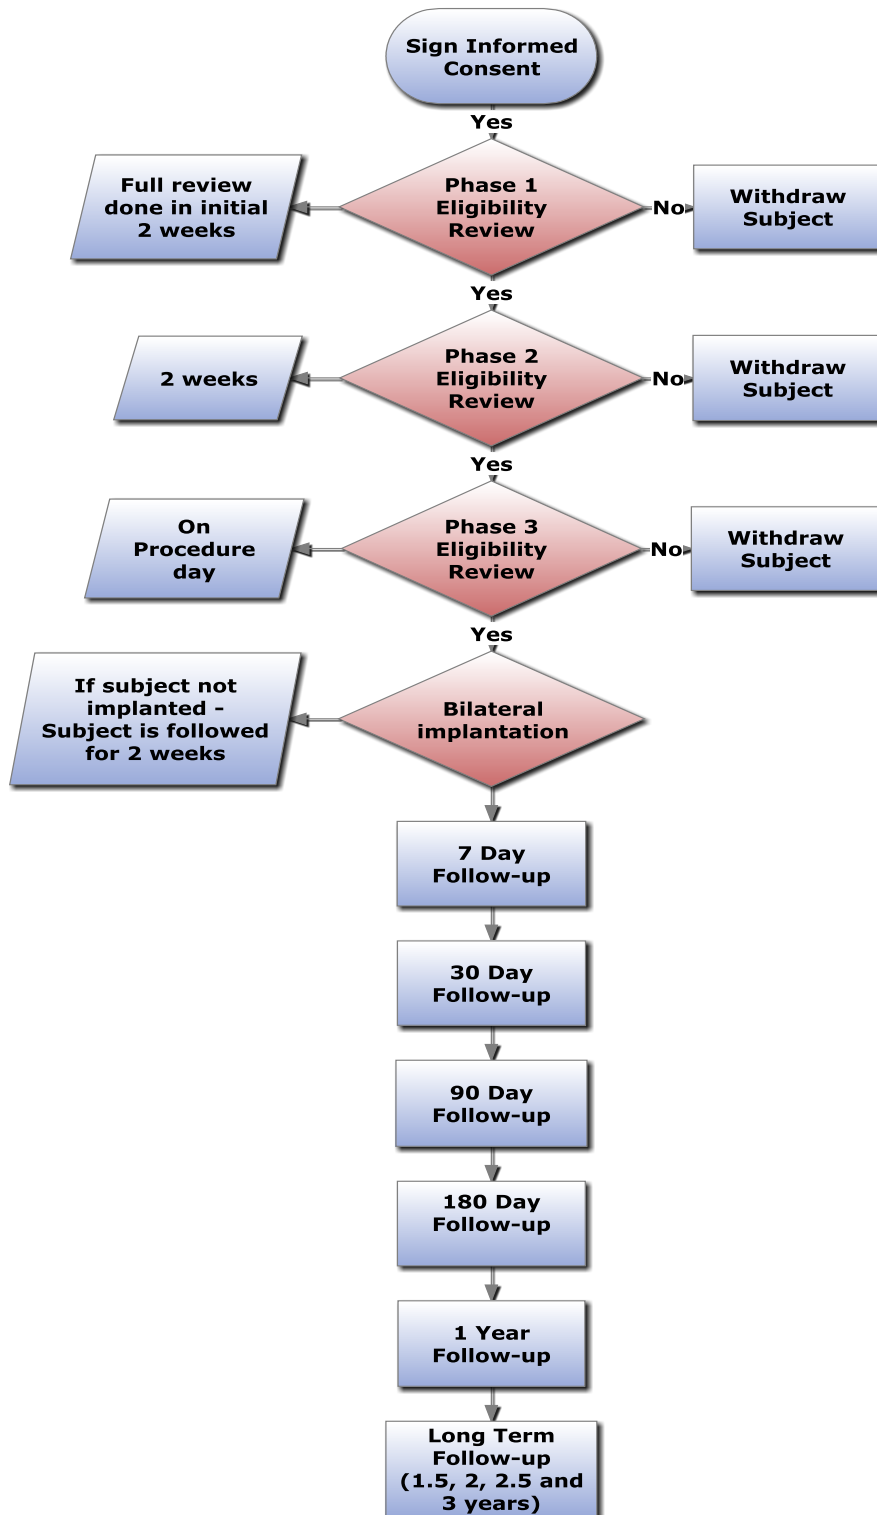 Sign Informed
Consent
Yes
Full review
done in initial
2 weeks
Phase 1
Eligibility
Review
No
Withdraw
Subject
Yes
2 weeks
Phase 2
Eligibility
Review
No
Withdraw
Subject
Yes
On
Procedure
day
Phase 3
Eligibility
Review
No
Withdraw
Subject
Yes
If subject not
implanted -
Subject is followed
for 2 weeks
Bilateral
implantation
7 Day
Follow-up
30 Day
Follow-up
90 Day
Follow-up
180 Day
Follow-up
1 Year
Follow-up
Long Term
Follow-up
(1.5, 2, 2.5 and
3 years)